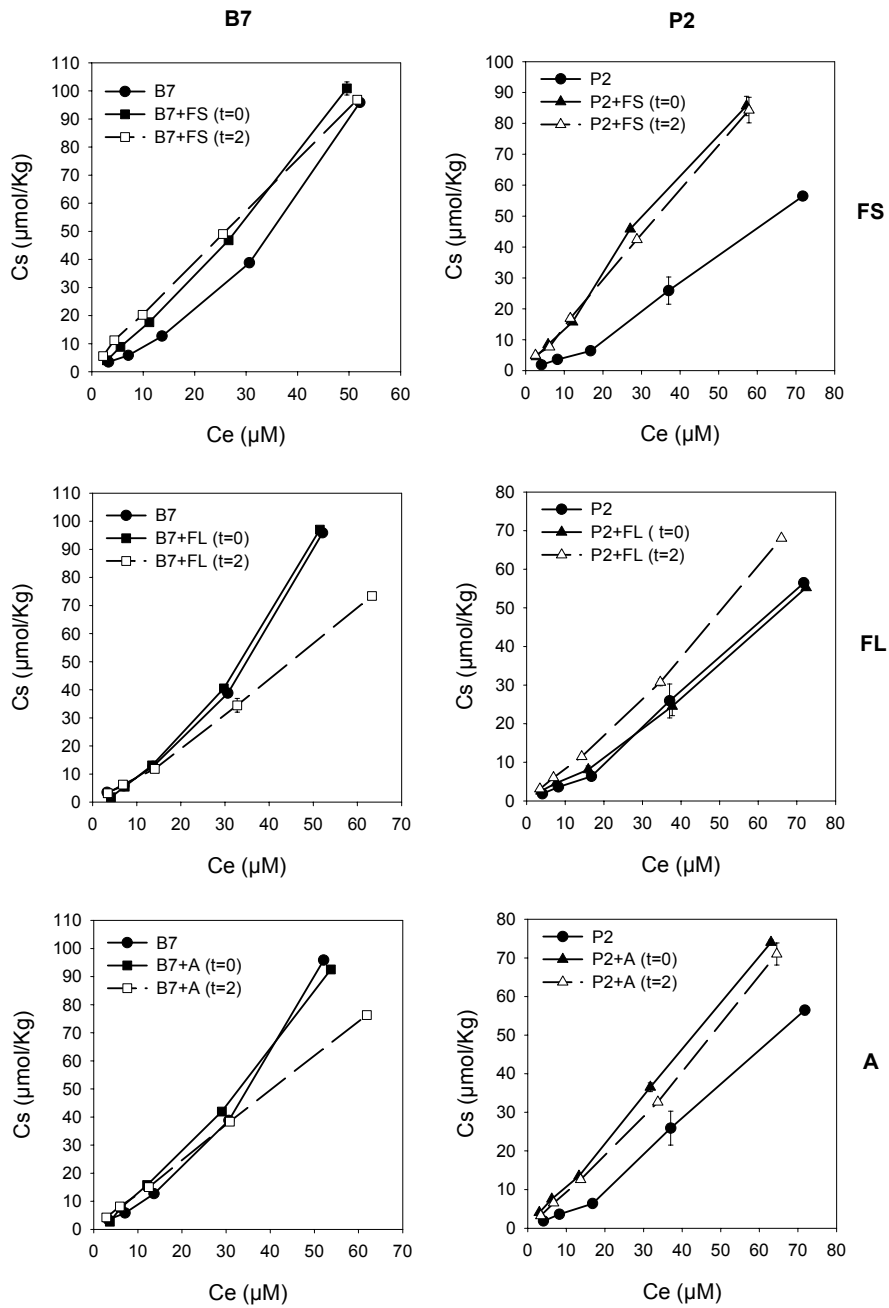 B7
P2
B7
B7+FS (t=0)
B7+FS (t=2)
Cs (µmol/Kg)
110
100
90
80
70
60
50
40
30
20
10
0
0 10 20 30 40 50 60
Ce (µM)
P2
P2+FS (t=0)
P2+FS (t=2)
Cs (µmol/Kg)
100
90
80
70
60
50
40
30
20
10
0
0 10 20 30 40 50 60 70 80
Ce (µM)
FS
B7
B7+FL (t=0)
B7+FL (t=2)
Cs (µmol/Kg)
110
100
90
80
70
60
50
40
30
20
10
0
0 10 20 30 40 50 60 70
Ce (µM)
P2
P2+FL ( t=0)
P2+FL (t=2)
Cs (µmol/Kg)
80
70
60
50
40
30
20
10
0
0 10 20 30 40 50 60 70 80
Ce (µM)
FL
B7
B7+A (t=0)
B7+A (t=2)
Cs (µmol/Kg)
110
100
90
80
70
60
50
40
30
20
10
0
0 10 20 30 40 50 60 70
Ce (µM)
P2
P2+A (t=0)
P2+A (t=2)
Cs (µmol/Kg)
80
70
60
50
40
30
20
10
0
0 10 20 30 40 50 60 70 80
Ce (µM)
A